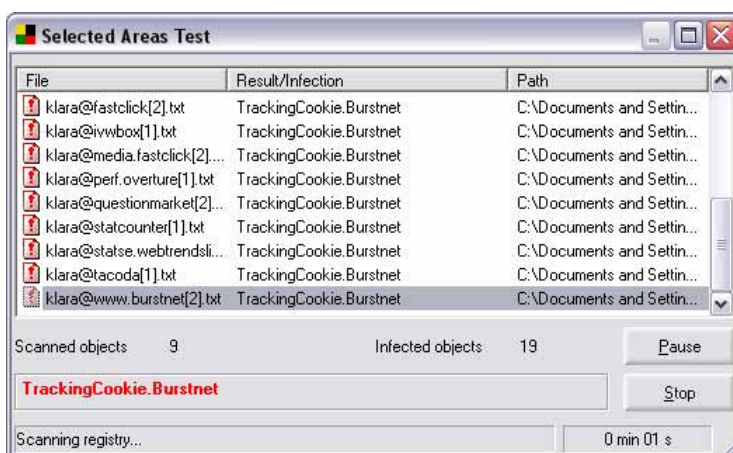 Selected Areas Test
File Result/Infection Path
klara@fastclick[2].txt TrackingCookie.Burstnet C:\Documents and Settin...
klara@ivwbox[1].txt TrackingCookie.Burstnet C:\Documents and Settin...
klara@media.fastclick[2].... TrackingCookie.Burstnet C:\Documents and Settin...
klara@perf.overture[1].txt TrackingCookie.Burstnet C:\Documents and Settin...
klara@questionmarket[2]... TrackingCookie.Burstnet C:\Documents and Settin...
klara@statcounter[1].txt TrackingCookie.Burstnet C:\Documents and Settin...
klara@statse.webtrendsli... TrackingCookie.Burstnet C:\Documents and Settin...
klara@tacoda[1].txt TrackingCookie.Burstnet C:\Documents and Settin...
klara@www.burstnet[2].txt TrackingCookie.Burstnet C:\Documents and Settin...
Scanned objects 9 Infected objects 19 Pause
TrackingCookie.Burstnet Stop
Scanning registry... 0 min 01 s